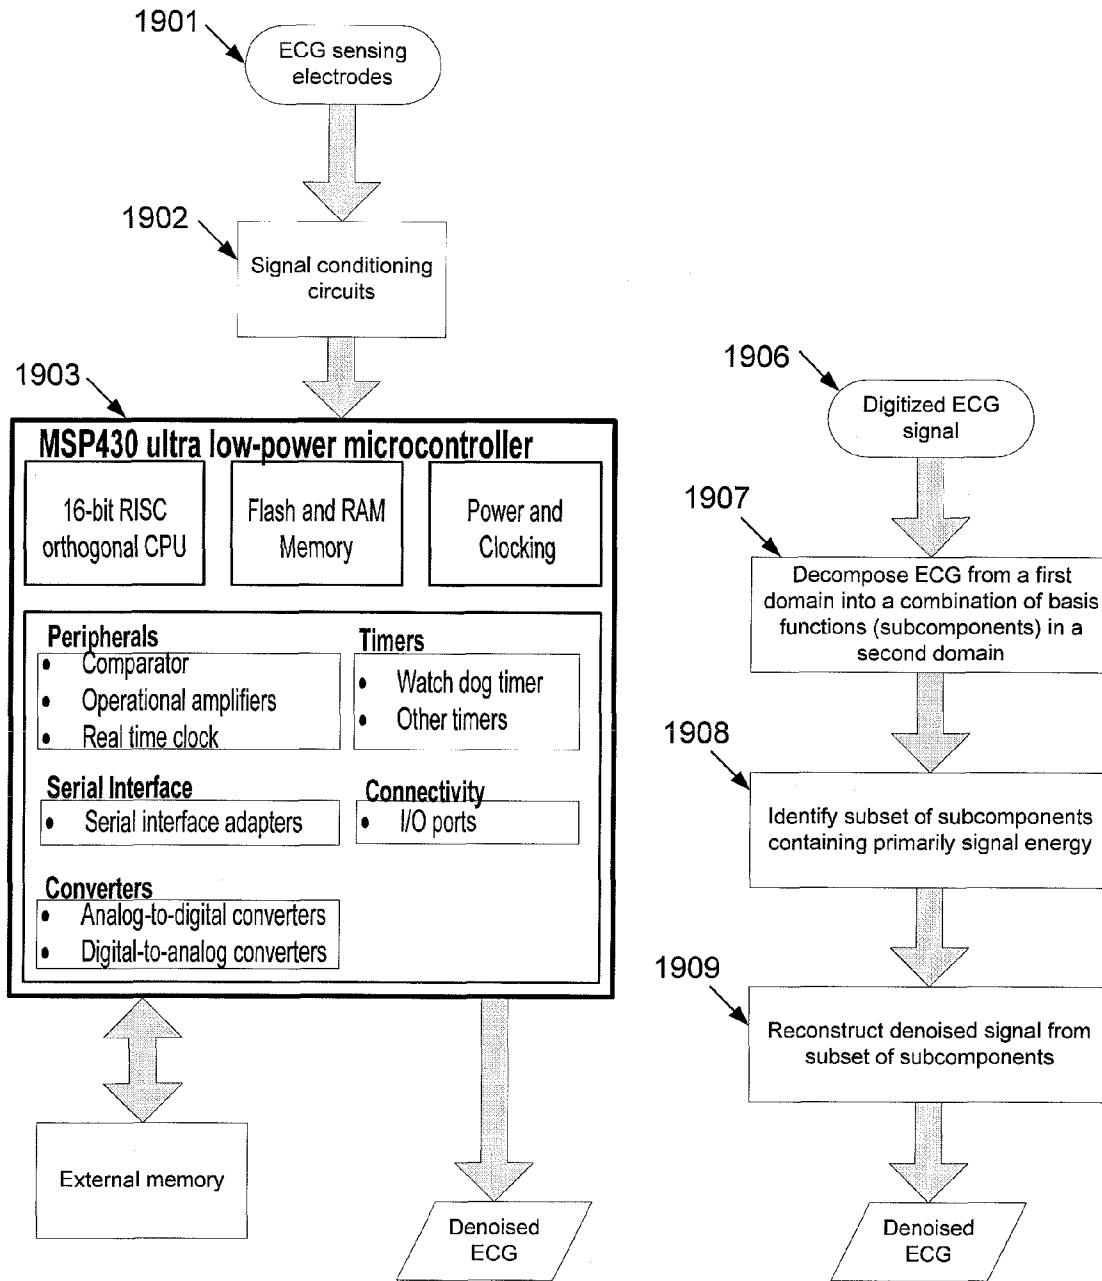 1901
ECG sensing
electrodes
1902
Signal conditioning
circuits
1903
MSP430 ultra low-power microcontroller
16-bit RISC
orthogonal CPU
Flash and RAM
Memory
Power and
Clocking
Peripherals
• Comparator
• Operational amplifiers
• Real time clock
Timers
• Watch dog timer
• Other timers
Serial Interface
• Serial interface adapters
Connectivity
• I/O ports
Converters
• Analog-to-digital converters
• Digital-to-analog converters
External memory
Denoised
ECG
1906
Digitized ECG
signal
1907
Decompose ECG from a first
domain into a combination of basis
functions (subcomponents) in a
second domain
1908
Identify subset of subcomponents
containing primarily signal energy
1909
Reconstruct denoised signal from
subset of subcomponents
Denoised
ECG